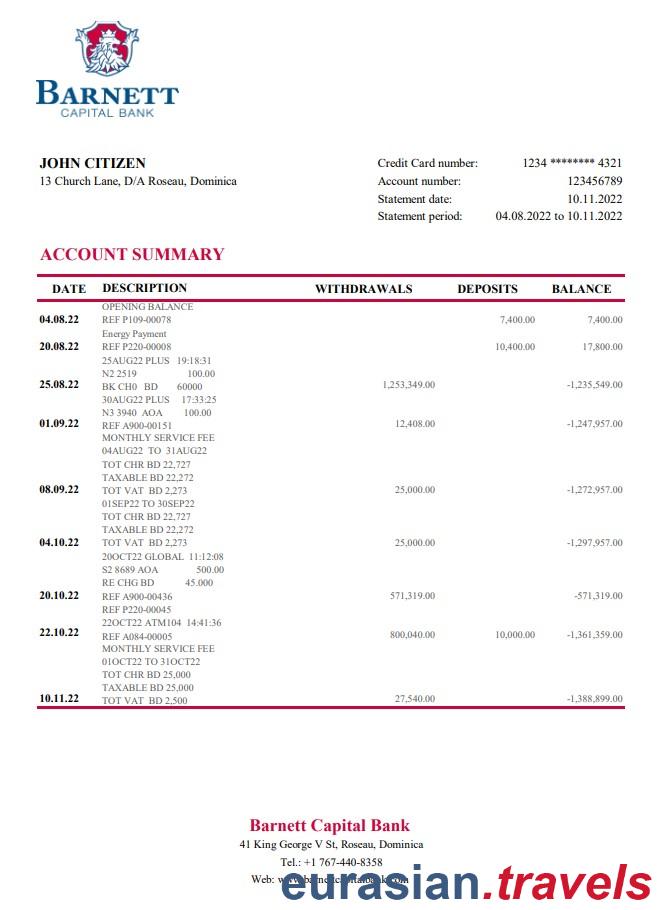 BARNETT
CAPITAL BANK
JOHN CITIZEN
13 Church Lane, D/A Roseau, Dominica
Credit Card number: 1234 ******** 4321
Account number: 123456789
Statement date: 10.11.2022
Statement period: 04.08.2022 to 10.11.2022
ACCOUNT SUMMARY
DATE DESCRIPTION WITHDRAWALS DEPOSITS BALANCE
OPENING BALANCE
04.08.22 REF P109-00078 7,400.00 7,400.00
Energy Payment
20.08.22 REF P220-00008 10,400.00 17,800.00
25AUG22 PLUS 19:18:31
N2 2519 100.00
25.08.22 BK CH0 BD 60000 1,253,349.00 -1,235,549.00
30AUG22 PLUS 17:33:25
N3 3940 AOA 100.00
01.09.22 REF A900-00151 12,408.00 -1,247,957.00
MONTHLY SERVICE FEE
04AUG22 TO 31AUG22
TOT CHR BD 22,727
TAXABLE BD 22,272
08.09.22 TOT VAT BD 2,273 25,000.00 -1,272,957.00
01SEP22 TO 30SEP22
TOT CHR BD 22,727
TAXABLE BD 22,272
04.10.22 TOT VAT BD 2,273 25,000.00 -1,297,957.00
20OCT22 GLOBAL 11:12:08
S2 8689 AOA 500.00
RE CHG BD 45.000
20.10.22 REF A900-00436 571,319.00 -571,319.00
REF P220-00045
22OCT22 ATM104 14:41:36
22.10.22 REF A084-00005 800,040.00 10,000.00 -1,361,359.00
MONTHLY SERVICE FEE
01OCT22 TO 31OCT22
TOT CHR BD 25,000
TAXABLE BD 25,000
10.11.22 TOT VAT BD 2,500 27,540.00 -1,388,899.00
Barnett Capital Bank
41 King George V St, Roseau, Dominica
Tel.: +1 767-440-8358
Web: www.barnettcapitalbank.com
eurasian.travels